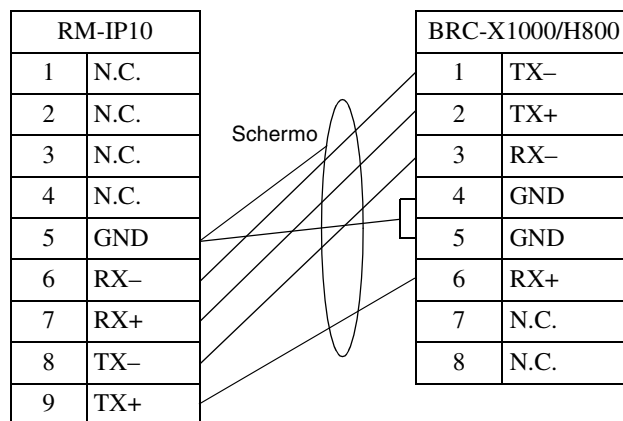 RM-IP10
1 N.C.
2 N.C.
3 N.C.
4 N.C.
5 GND
6 RX–
7 RX+
8 TX–
9 TX+
Schermo
BRC-X1000/H800
1 TX–
2 TX+
3 RX–
4 GND
5 GND
6 RX+
7 N.C.
8 N.C.